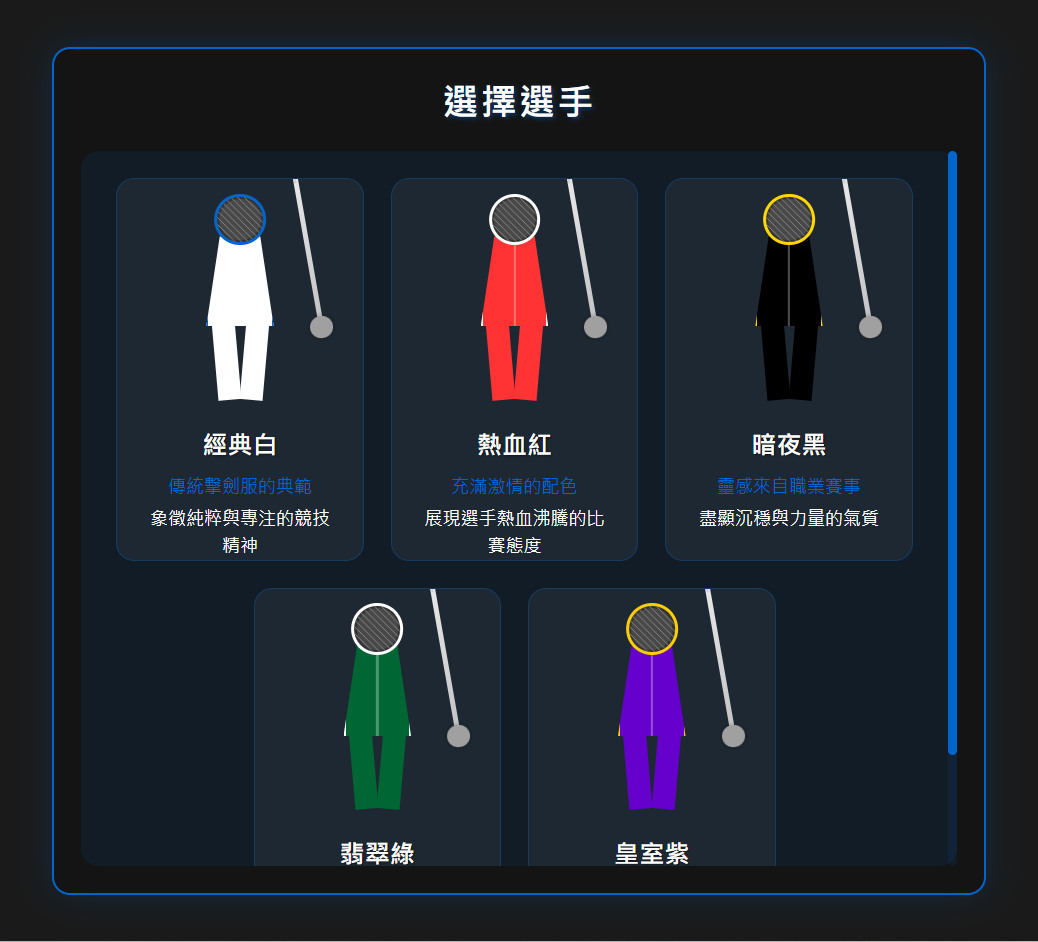 選擇選手
經典白
傳統擊劍服的典範
象徵純粹與專注的競技
精神
熱血紅
充滿激情的配色
展現選手熱血沸騰的比
賽態度
暗夜黑
靈感來自職業賽事
盡顯沉穩與力量的氣質
翡翠綠
皇室紫